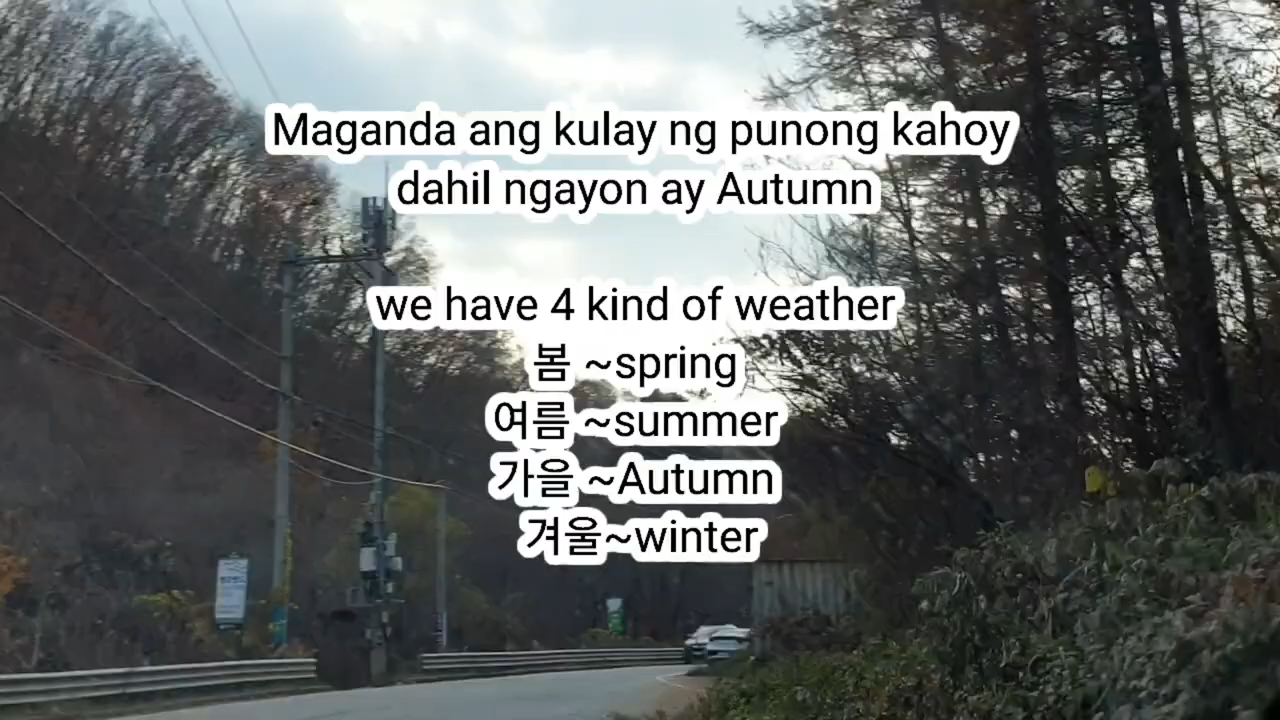 Maganda ang kulay ng punong kahoy
dahil ngayon ay Autumn
we have 4 kind of weather
봄 ~spring
여름 ~summer
가을 ~Autumn
겨울~winter